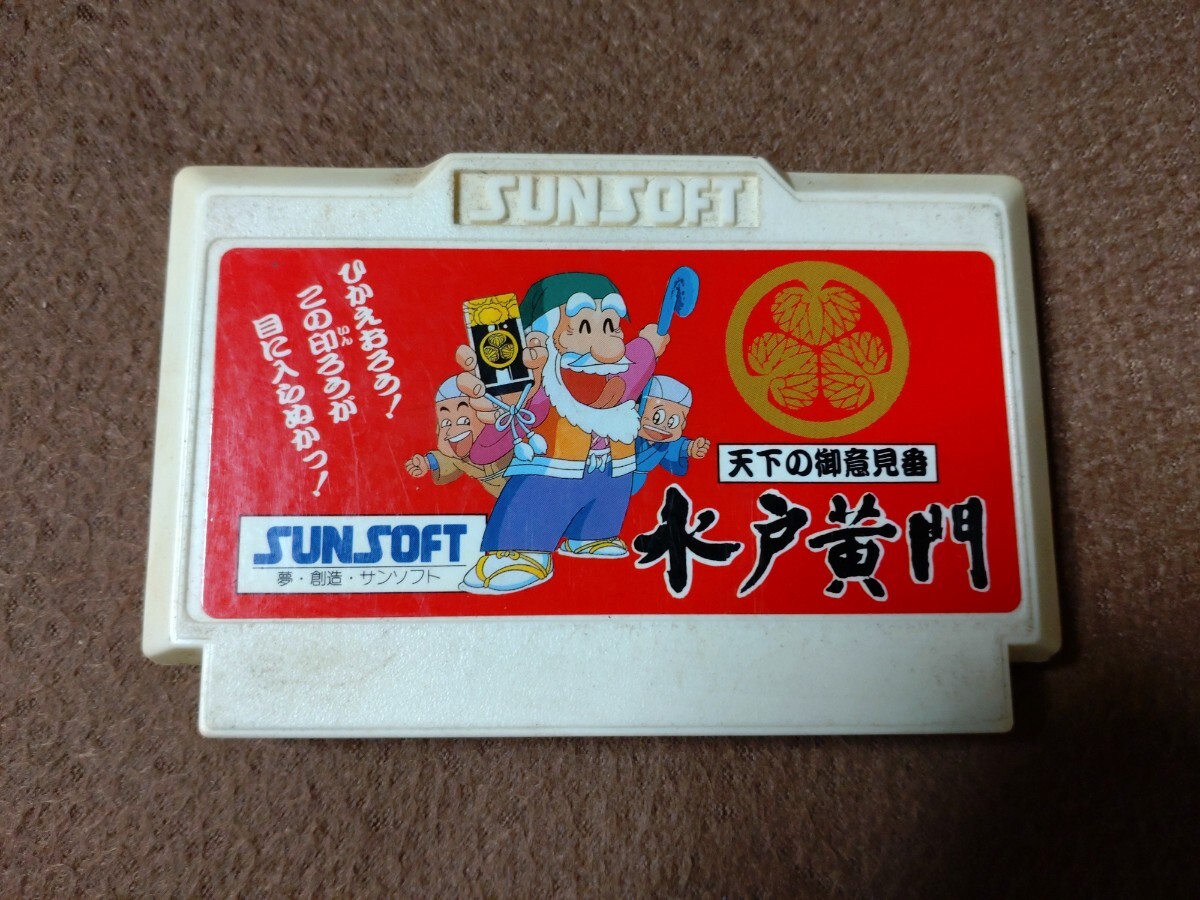 SUNSOFT
ひかえおろう！
この印ろうが
いん
目に入らぬかっ！
天下の御意見番
水戸黄門
SUNSOFT
夢・創造・サンソフト